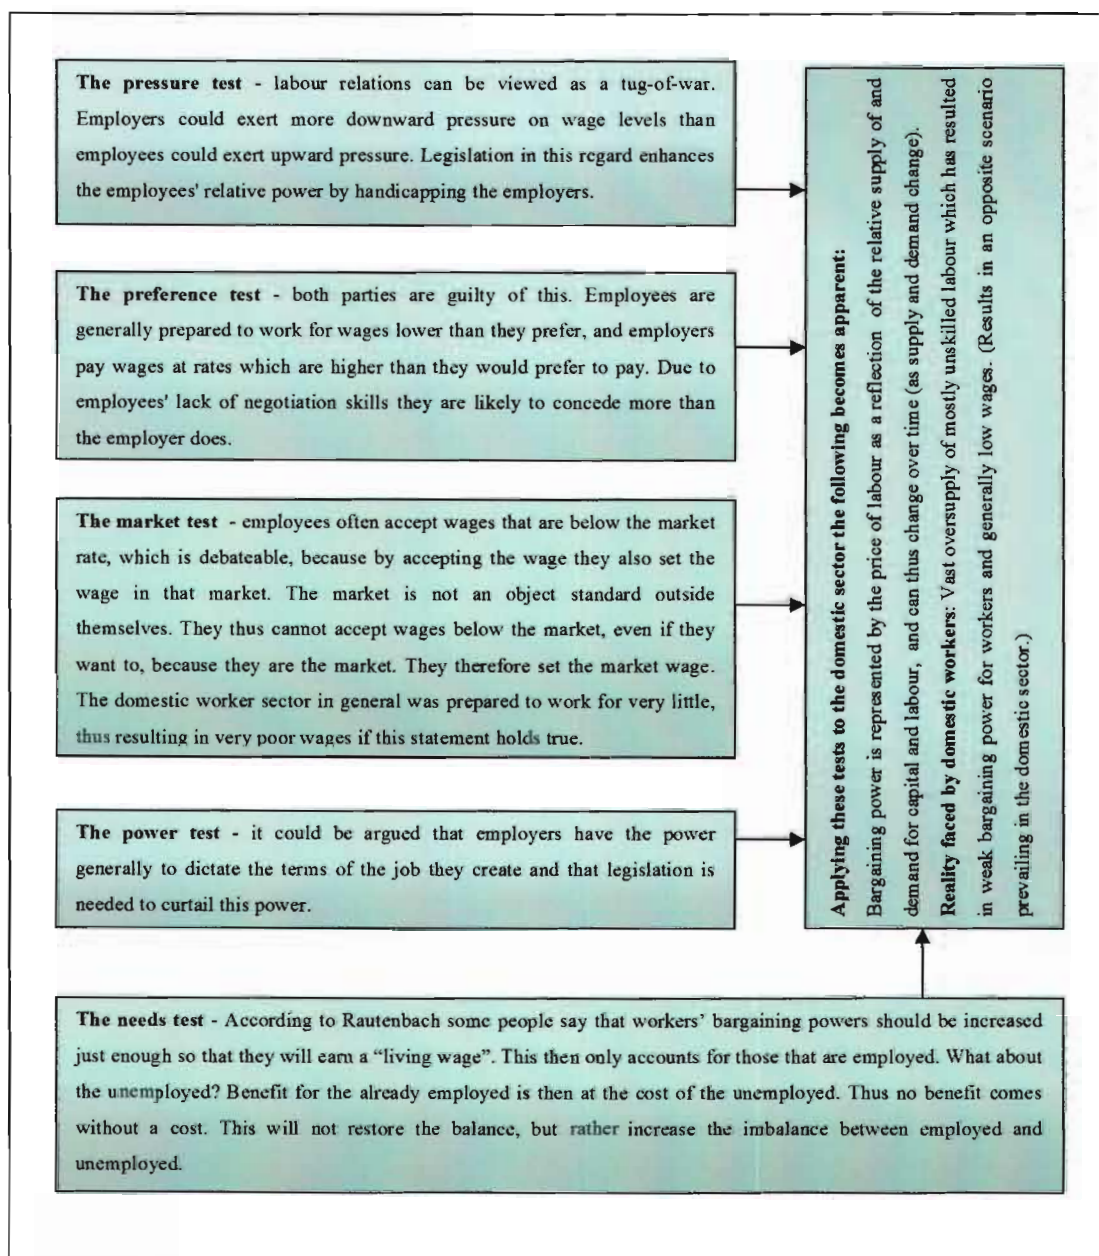 The pressure test - labour relations can be viewed as a tug-of-war.
Employers could exert more downward pressure on wage levels than
employees could exert upward pressure. Legislation in this regard enhances
the employees' relative power by handicapping the employers.
The preference test - both parties are guilty of this. Employees are
generally prepared to work for wages lower than they prefer, and employers
pay wages at rates which are higher than they would prefer to pay. Due to
employees' lack of negotiation skills they are likely to concede more than
the employer does.
The market test - employees often accept wages that are below the market
rate, which is debateable, because by accepting the wage they also set the
wage in that market. The market is not an object standard outside
themselves. They thus cannot accept wages below the market, even if they
want to, because they are the market. They therefore set the market wage.
The domestic worker sector in general was prepared to work for very little,
thus resulting in very poor wages if this statement holds true.
The power test - it could be argued that employers have the power
generally to dictate the terms of the job they create and that legislation is
needed to curtail this power.
Applying these tests to the domestic sector the following becomes apparent:
Bargaining power is represented by the price of labour as a reflection of the relative supply of and
demand for capital and labour, and can thus change over time (as supply and demand change).
Reality faced by domestic workers: Vast oversupply of mostly unskilled labour which has resulted
in weak bargaining power for workers and generally low wages. (Results in an opposite scenario
prevailing in the domestic sector.)
The needs test - According to Rautenbach some people say that workers' bargaining powers should be increased
just enough so that they will earn a "living wage". This then only accounts for those that are employed. What about
the unemployed? Benefit for the already employed is then at the cost of the unemployed. Thus no benefit comes
without a cost. This will not restore the balance, but rather increase the imbalance between employed and
unemployed.